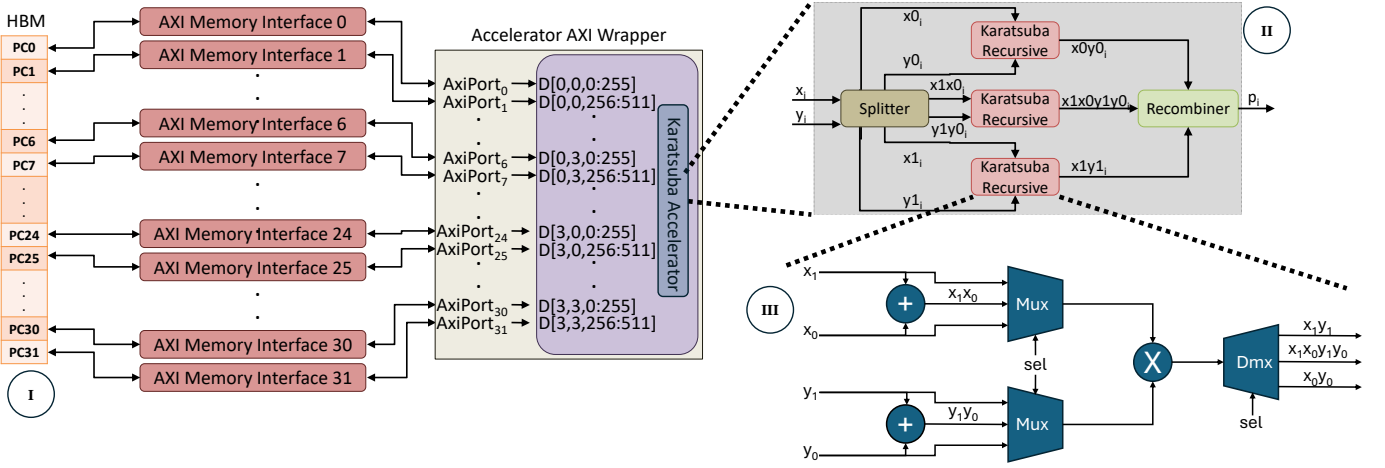 HBM
PC0
PC1
.
.
.
PC6
PC7
.
.
.
PC24
PC25
.
.
.
PC30
PC31
I
AXI Memory Interface 0
AXI Memory Interface 1
.
.
AXI Memory Interface 6
AXI Memory Interface 7
.
.
.
AXI Memory Interface 24
AXI Memory Interface 25
.
.
AXI Memory Interface 30
AXI Memory Interface 31
Accelerator AXI Wrapper
AxiPort₀ D[0,0,0:255]
AxiPort₁ D[0,0,256:511]
.
.
.
AxiPort₆ D[0,3,0:255]
AxiPort₇ D[0,3,256:511]
.
.
.
AxiPort₂₄ D[3,0,0:255]
AxiPort₂₅ D[3,0,256:511]
.
.
.
AxiPort₃₀ D[3,3,0:255]
AxiPort₃₁ D[3,3,256:511]
Karatsuba Accelerator
II
xᵢ
yᵢ
Splitter
x0ᵢ
y0ᵢ
x1x0ᵢ
y1y0ᵢ
x1ᵢ
y1ᵢ
Karatsuba
Recursive
x0y0ᵢ
Karatsuba
Recursive
x1x0y1y0ᵢ
Karatsuba
Recursive
x1y1ᵢ
Recombiner
pᵢ
III
x₁
+
x₁x₀
x₀
Mux
sel
y₁
+
y₁y₀
y₀
Mux
X
Dmx
sel
x₁y₁
x₁x₀y₁y₀
x₀y₀